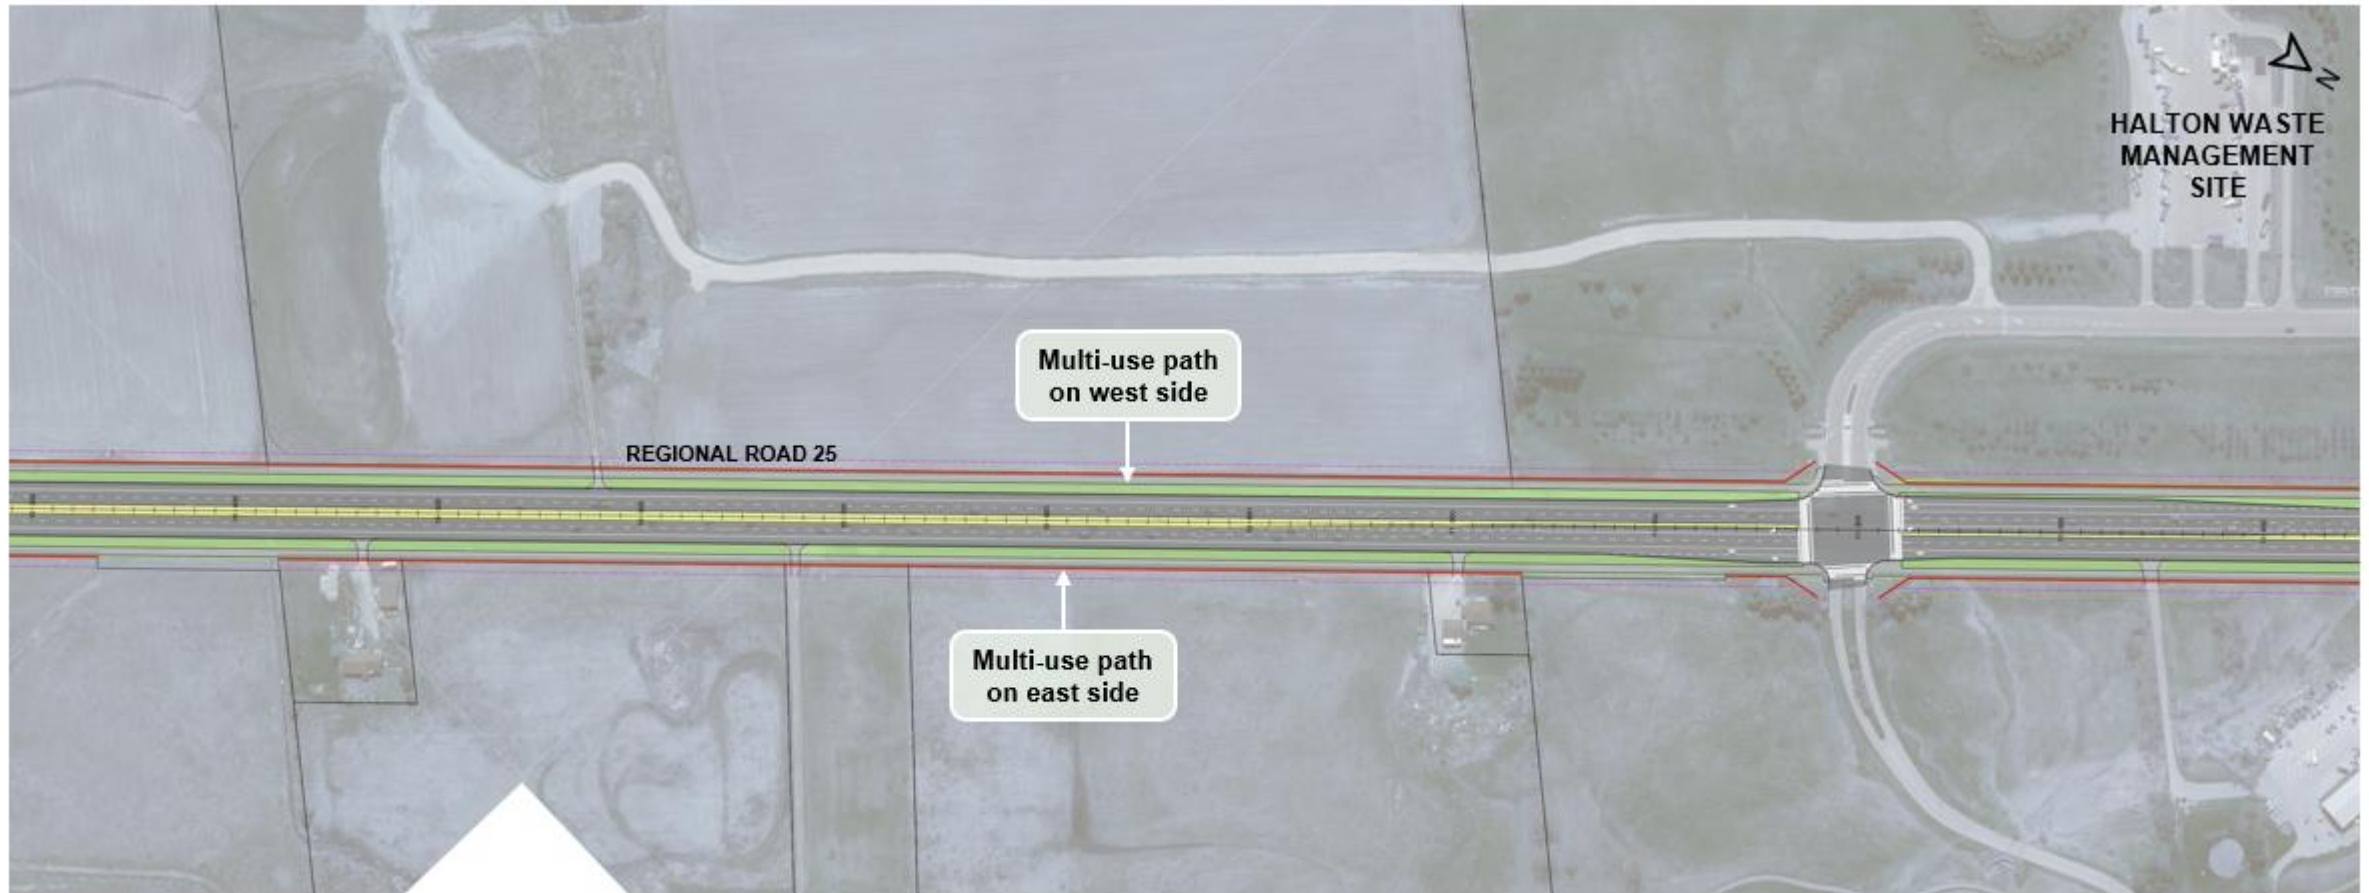 N
HALTON WASTE
MANAGEMENT
SITE
Multi-use path
on west side
REGIONAL ROAD 25
Multi-use path
on east side